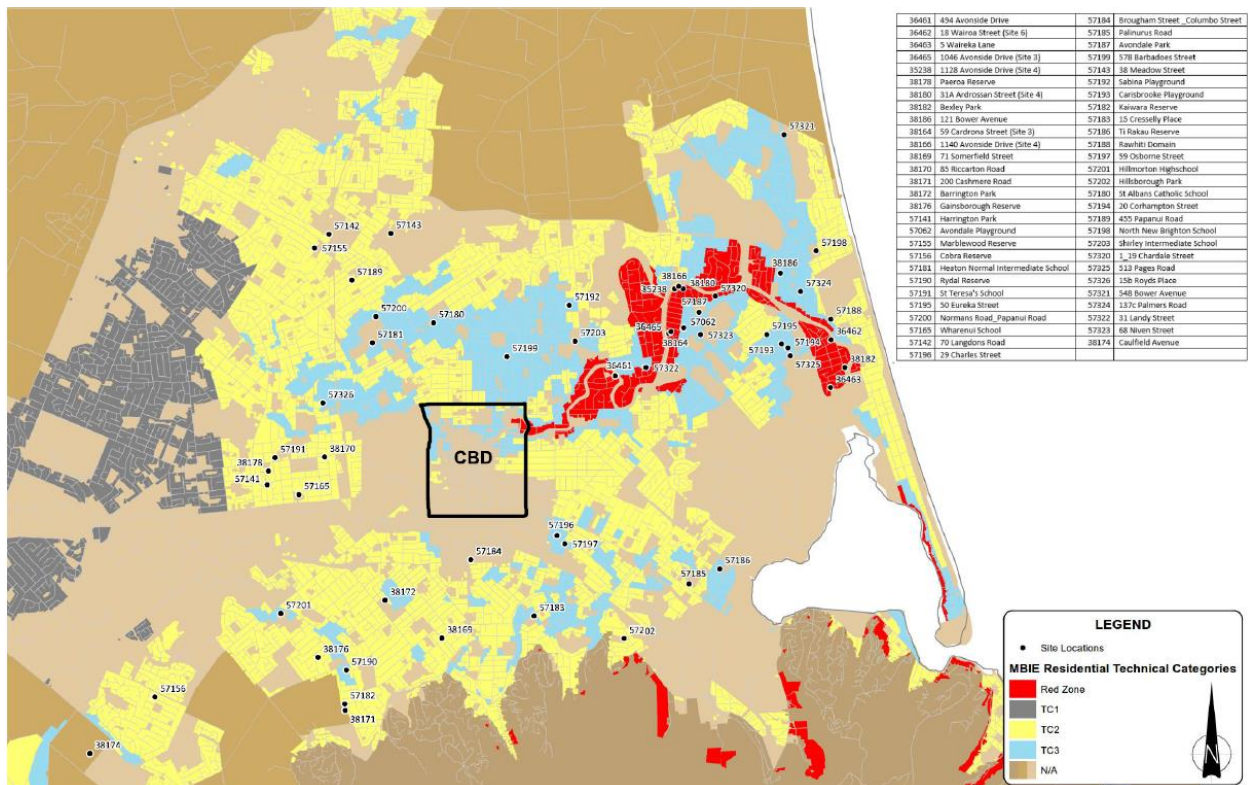 36461 494 Avonside Drive 57184 Brougham Street _Columbo Street
36462 18 Wairoa Street (Site 6) 57185 Palinurus Road
36463 5 Waireka Lane 57187 Avondale Park
36465 1046 Avonside Drive (Site 3) 57199 57B Barbadoes Street
35238 1128 Avonside Drive (Site 4) 57143 38 Meadow Street
38178 Paeroa Reserve 57192 Sabina Playground
38180 31A Ardrossan Street (Site 4) 57193 Carisbrooke Playground
38182 Bexley Park 57182 Kaiwara Reserve
38186 121 Bower Avenue 57183 15 Cresselly Place
38164 59 Cardrona Street (Site 3) 57186 Ti Rakau Reserve
38166 1140 Avonside Drive (Site 4) 57188 Rawhiti Domain
38169 71 Somerfield Street 57197 59 Osborne Street
38170 85 Riccarton Road 57201 Hillmorton Highschool
38171 200 Cashmere Road 57202 Hillsborough Park
38172 Barrington Park 57180 St Albans Catholic School
38176 Gainsborough Reserve 57194 20 Corhampton Street
57141 Harrington Park 57189 455 Papanui Road
57062 Avondale Playground 57198 North New Brighton School
57155 Marblewood Reserve 57203 Shirley Intermediate School
57156 Cobra Reserve 57320 1_19 Chardale Street
57181 Heaton Normal Intermediate School 57325 513 Pages Road
57190 Rydal Reserve 57326 15b Royds Place
57191 St Teresa's School 57321 54B Bower Avenue
57195 50 Eureka Street 57324 137c Palmers Road
57200 Normans Road_Papanui Road 57322 31 Landy Street
57165 Wharenui School 57323 68 Niven Street
57142 70 Langdons Road 38174 Caulfield Avenue
57196 29 Charles Street
57321
57142
57143
57155
57198
57189
38166
38180
38186
35238
57320
57324
57192
57187
57200
57180
57188
57181
57203
36465
57062
57195
36462
38164
57323
57199
57193
57194
57325
38182
36461
57322
36463
57326
CBD
57191
38170
38178
57141
57165
57196
57197
57184
57186
57185
38172
57201
57183
38169
57202
38176
57190
57182
38171
57156
38174
LEGEND
Site Locations
MBIE Residential Technical Categories
Red Zone
TC1
TC2
TC3
N/A
N